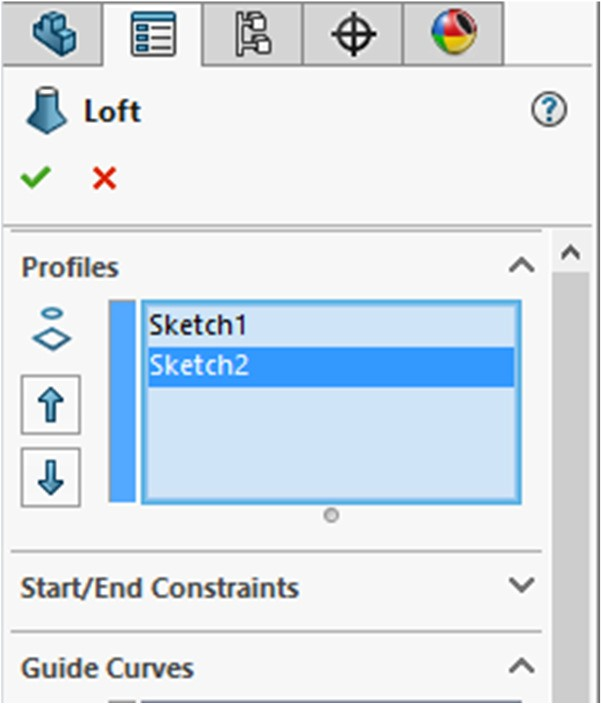 Loft
Profiles
Sketch1
Sketch2
Start/End Constraints
Guide Curves